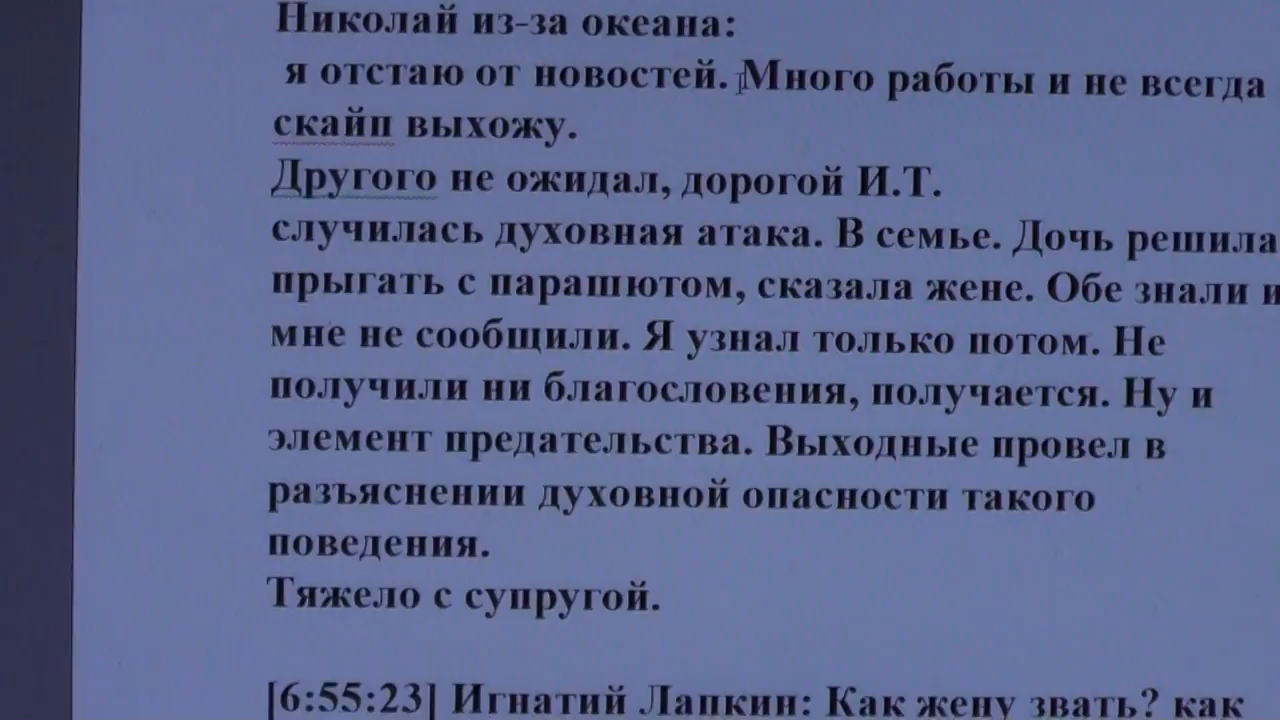 Николай из-за океана:
я отстаю от новостей. Много работы и не всегда
скайп выхожу.
Другого не ожидал, дорогой И.Т.
случилась духовная атака. В семье. Дочь решила
прыгать с парашютом, сказала жене. Обе знали и
мне не сообщили. Я узнал только потом. Не
получили ни благословения, получается. Ну и
элемент предательства. Выходные провел в
разъяснении духовной опасности такого
поведения.
Тяжело с супругой.
[6:55:23] Игнатий Лапкин: Как жену звать? как